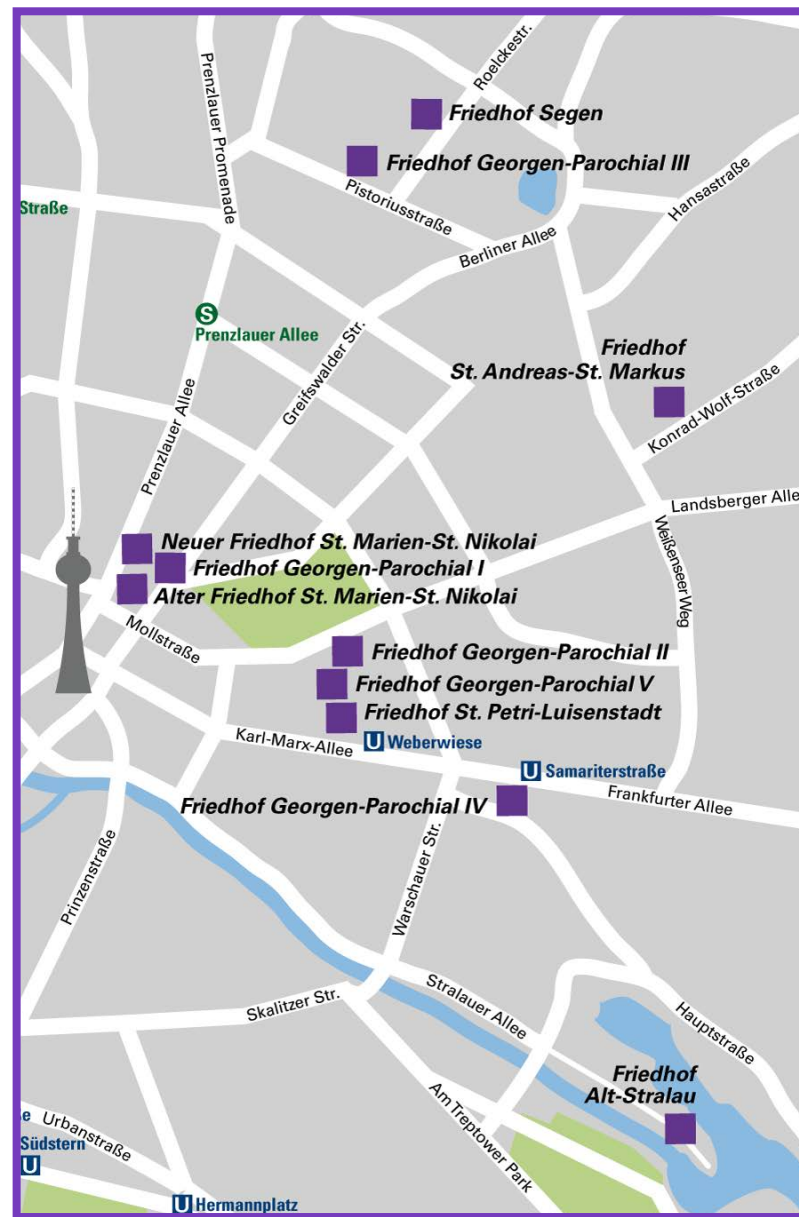 Roelckestr.
Prenzlauer Promenade
Friedhof Segen
Friedhof Georgen-Parochial III
Pistoriusstraße
Hansastraße
Straße
Berliner Allee
S
Prenzlauer Allee
Greifswalder Str.
Friedhof
St. Andreas-St. Markus
Prenzlauer Allee
Konrad-Wolf-Straße
Landsberger Alle
Weißenseer Weg
Neuer Friedhof St. Marien-St. Nikolai
Friedhof Georgen-Parochial I
Alter Friedhof St. Marien-St. Nikolai
Mollstraße
Friedhof Georgen-Parochial II
Friedhof Georgen-Parochial V
Friedhof St. Petri-Luisenstadt
Karl-Marx-Allee
U Weberwiese
U Samariterstraße
Frankfurter Allee
Friedhof Georgen-Parochial IV
Warschauer Str.
Prinzenstraße
Stralauer Allee
Skalitzer Str.
Hauptstraße
Friedhof
Alt-Stralau
Am Treptower Park
e
Urbanstraße
Südstern
U
U Hermannplatz